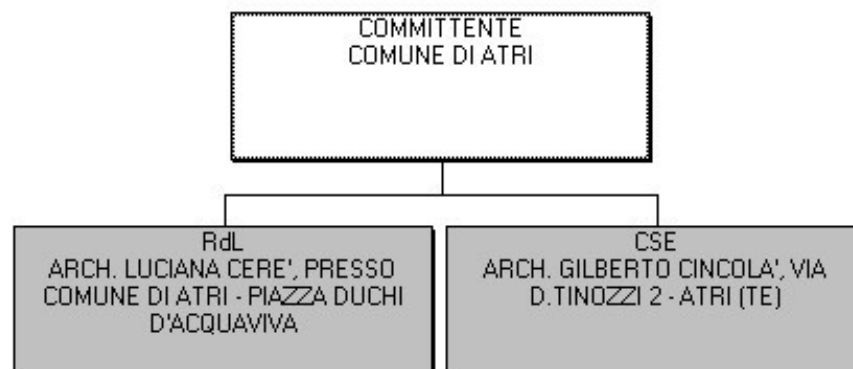 COMMITTENTE
COMUNE DI ATRI
RdL
ARCH. LUCIANA CERE', PRESSO
COMUNE DI ATRI - PIAZZA DUCHI
D'ACQUAVIVA
CSE
ARCH. GILBERTO CINCOLA', VIA
D.TINOZZI 2 - ATRI (TE)